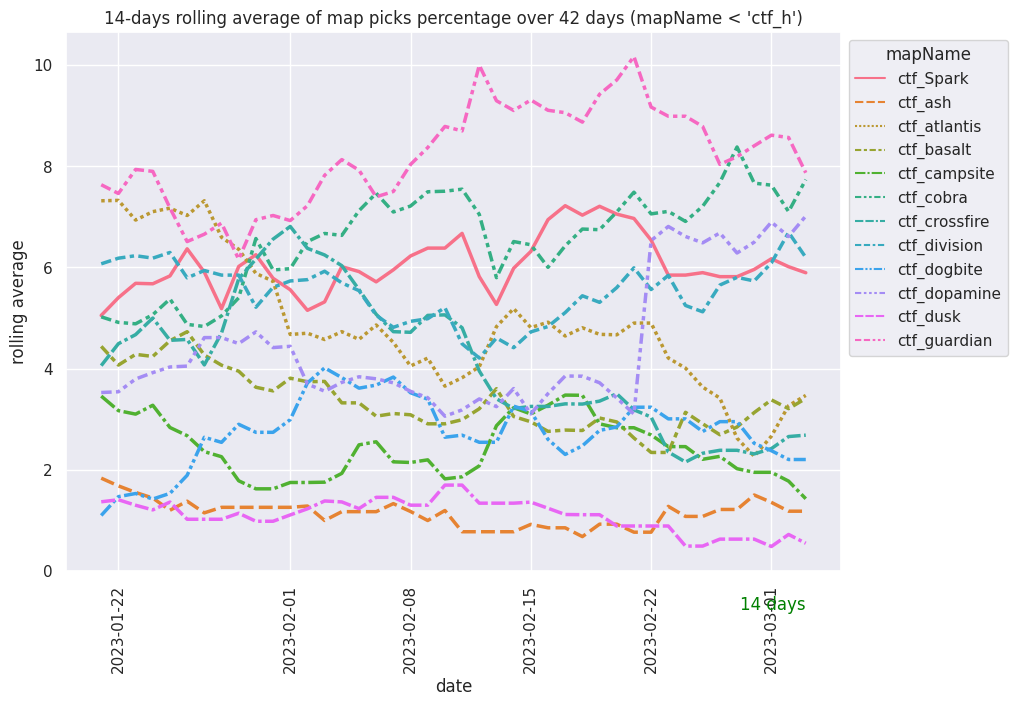 14-days rolling average of map picks percentage over 42 days (mapName < 'ctf_h')
10
8
6
4
2
0
rolling average
2023-01-22
2023-02-01
2023-02-08
2023-02-15
2023-02-22
2023-03-01
14 days
date
mapName
ctf_Spark
ctf_ash
ctf_atlantis
ctf_basalt
ctf_campsite
ctf_cobra
ctf_crossfire
ctf_division
ctf_dogbite
ctf_dopamine
ctf_dusk
ctf_guardian